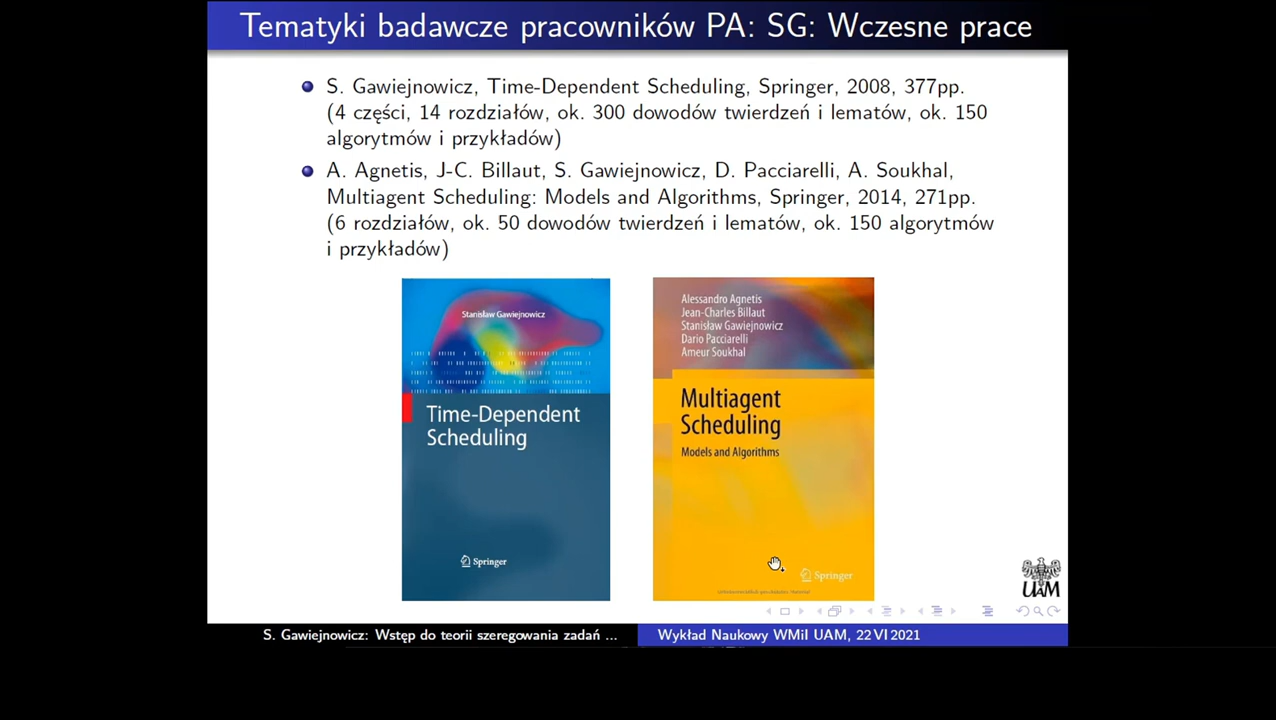 Tematyki badawcze pracowników PA: SG: Wczesne prace
S. Gawiejnowicz, Time-Dependent Scheduling, Springer, 2008, 377pp.
(4 części, 14 rozdziałów, ok. 300 dowodów twierdzeń i lematów, ok. 150
algorytmów i przykładów)
A. Agnetis, J-C. Billaut, S. Gawiejnowicz, D. Pacciarelli, A. Soukhal,
Multiagent Scheduling: Models and Algorithms, Springer, 2014, 271pp.
(6 rozdziałów, ok. 50 dowodów twierdzeń i lematów, ok. 150 algorytmów
i przykładów)
Stanisław Gawiejnowicz
Time-Dependent
Scheduling
Springer
Alessandro Agnetis
Jean-Charles Billaut
Stanisław Gawiejnowicz
Dario Pacciarelli
Ameur Soukhal
Multiagent
Scheduling
Models and Algorithms
Springer
UAM
S. Gawiejnowicz: Wstęp do teorii szeregowania zadań ...
Wykład Naukowy WMiI UAM, 22 VI 2021